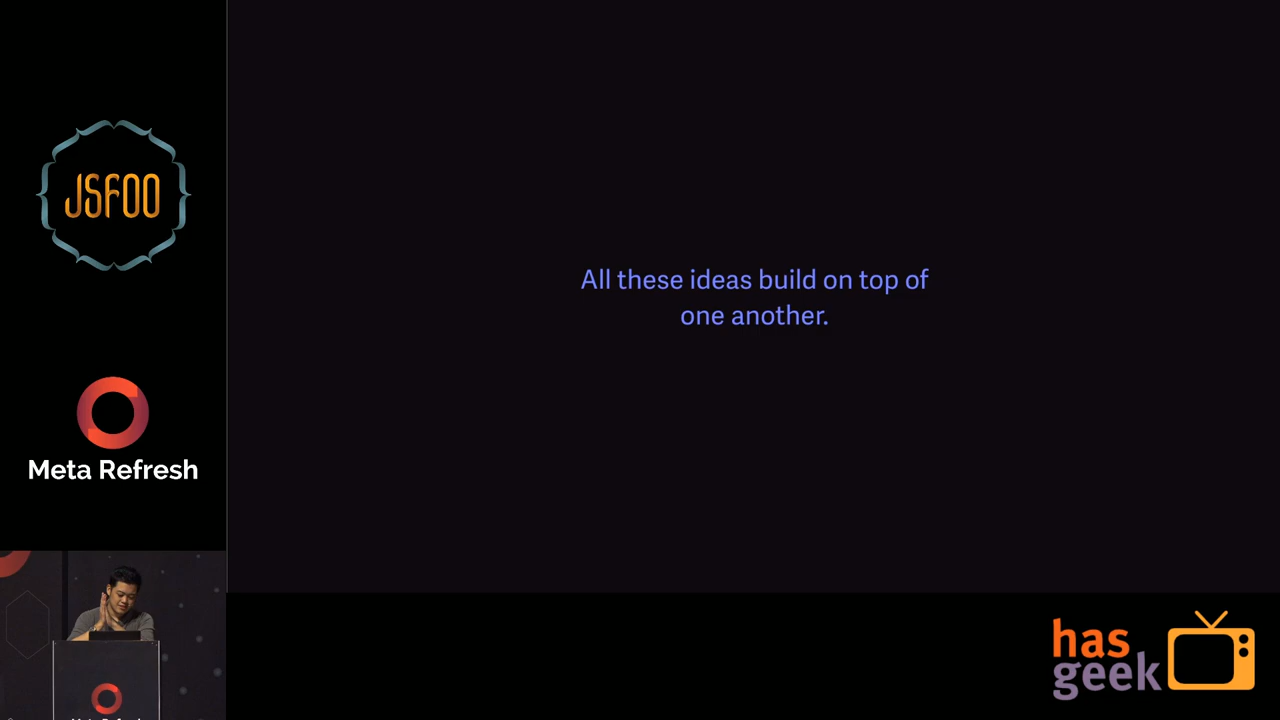 JSFOO
Meta Refresh
All these ideas build on top of
one another.
has
geek